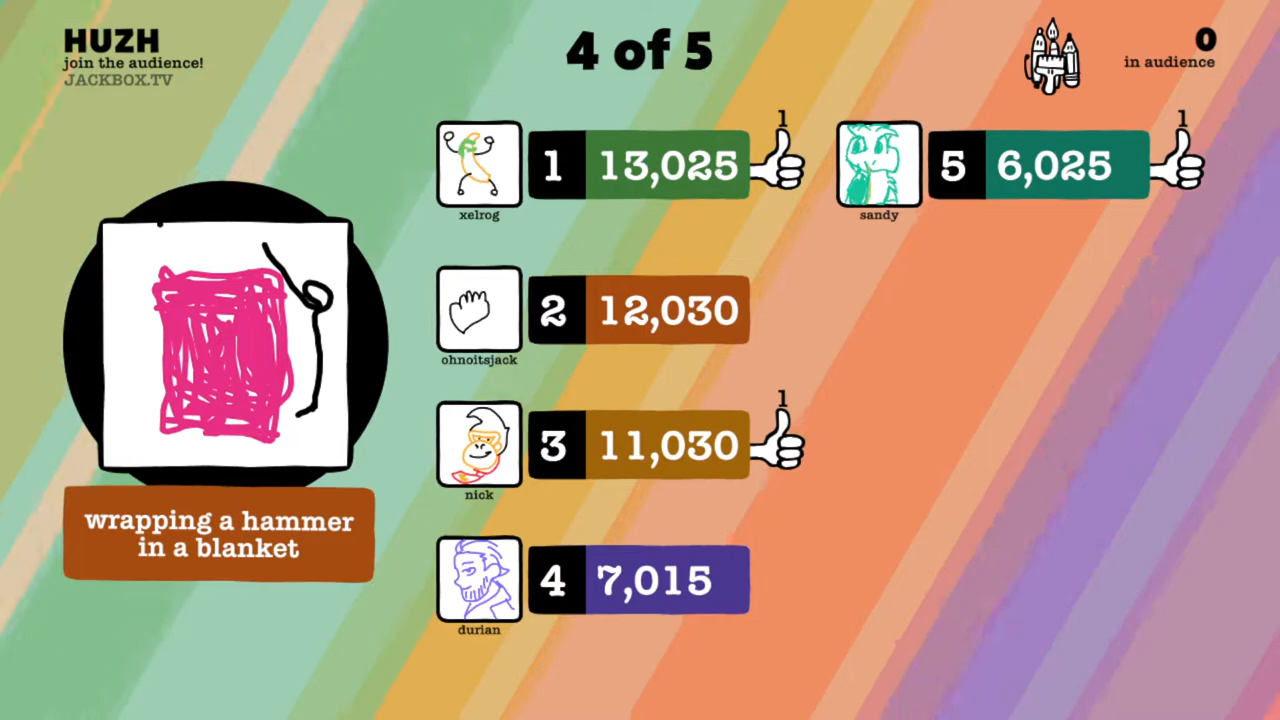 HUZH
join the audience!
JACKBOX.TV
4 of 5
0
in audience
wrapping a hammer
in a blanket
1
1 13,025
xelrog
2 12,030
ohnoitsjack
1
3 11,030
nick
4 7,015
durian
1
5 6,025
sandy